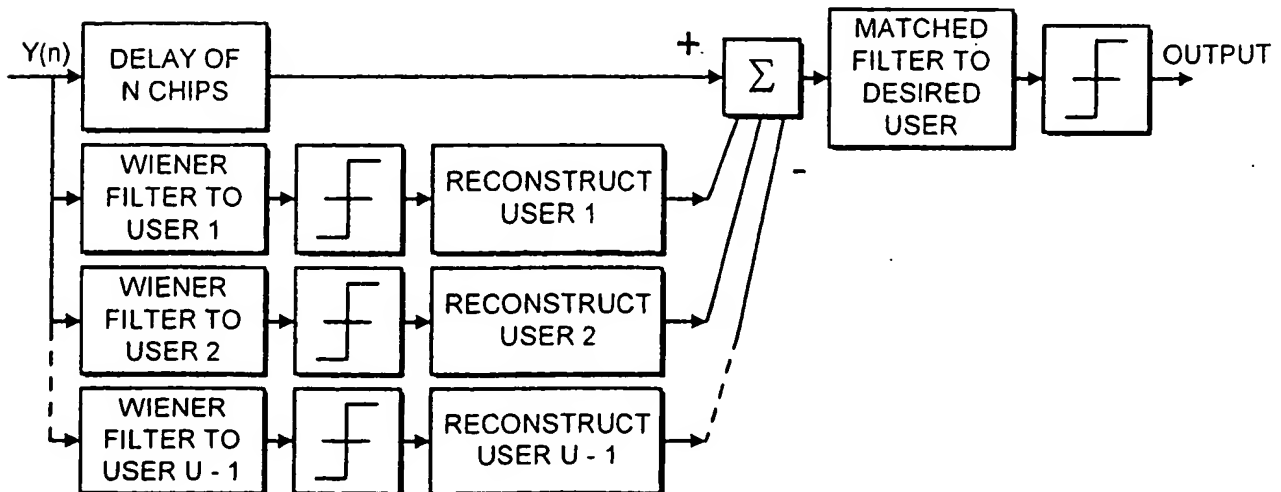 Y(n)
DELAY OF
N CHIPS
+
Σ
MATCHED
FILTER TO
DESIRED
USER
OUTPUT
-
WIENER
FILTER TO
USER 1
RECONSTRUCT
USER 1
WIENER
FILTER TO
USER 2
RECONSTRUCT
USER 2
WIENER
FILTER TO
USER U - 1
RECONSTRUCT
USER U - 1